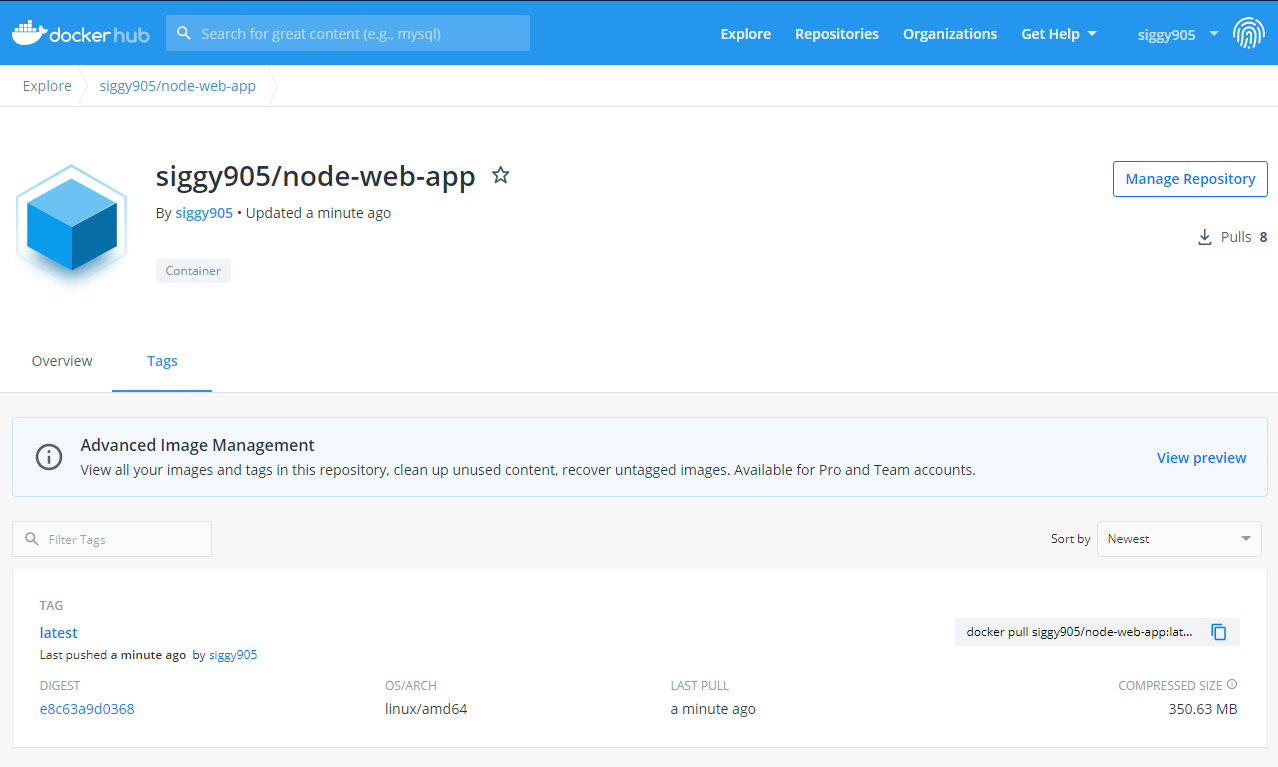 docker hub
Search for great content (e.g., mysql)
Explore
Repositories
Organizations
Get Help
siggy905
Explore
siggy905/node-web-app
siggy905/node-web-app
Manage Repository
By siggy905 • Updated a minute ago
Pulls 8
Container
Overview
Tags
Advanced Image Management
View all your images and tags in this repository, clean up unused content, recover untagged images. Available for Pro and Team accounts.
View preview
Filter Tags
Sort by
Newest
TAG
latest
docker pull siggy905/node-web-app:lat...
Last pushed a minute ago by siggy905
DIGEST
OS/ARCH
LAST PULL
COMPRESSED SIZE
e8c63a9d0368
linux/amd64
a minute ago
350.63 MB